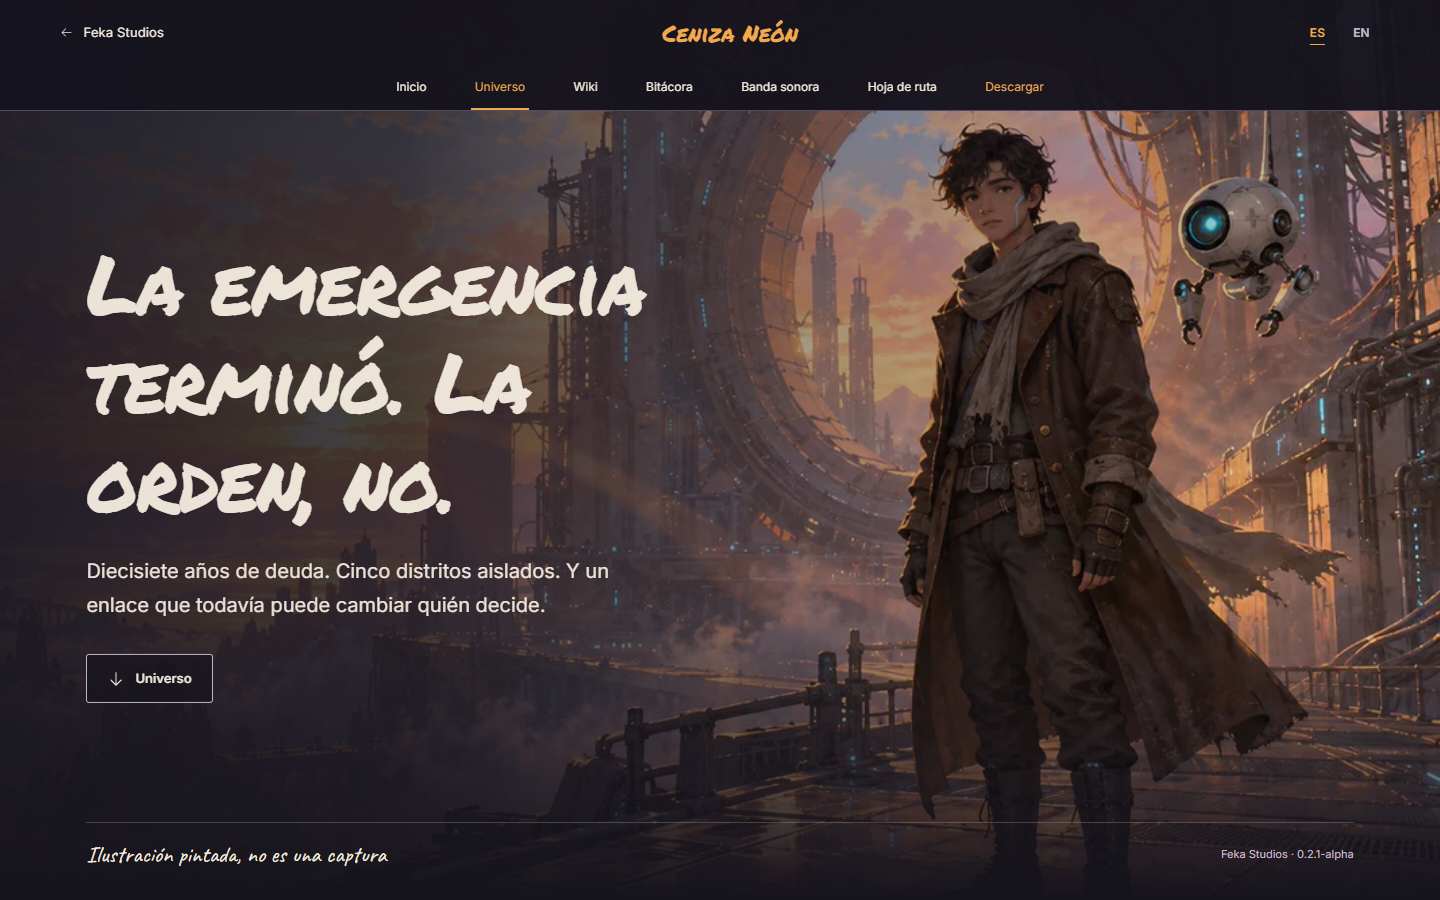 Feka Studios
Ceniza Neón
ES EN
Inicio Universo Wiki Bitácora Banda sonora Hoja de ruta Descargar
La emergencia
terminó. La
orden, no.
Diecisiete años de deuda. Cinco distritos aislados. Y un
enlace que todavía puede cambiar quién decide.
Universo
Ilustración pintada, no es una captura
Feka Studios · 0.2.1-alpha